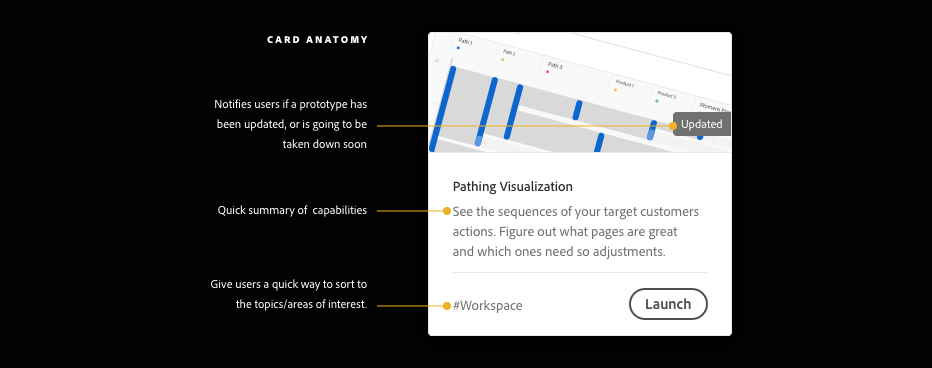 CARD ANATOMY
Notifies users if a prototype has
been updated, or is going to be
taken down soon
Quick summary of capabilities
Give users a quick way to sort to
the topics/areas of interest.
Path 1
Path 2
Path 3
Product 1
Product 3
Womens
Updated
Pathing Visualization
See the sequences of your target customers
actions. Figure out what pages are great
and which ones need so adjustments.
#Workspace
Launch